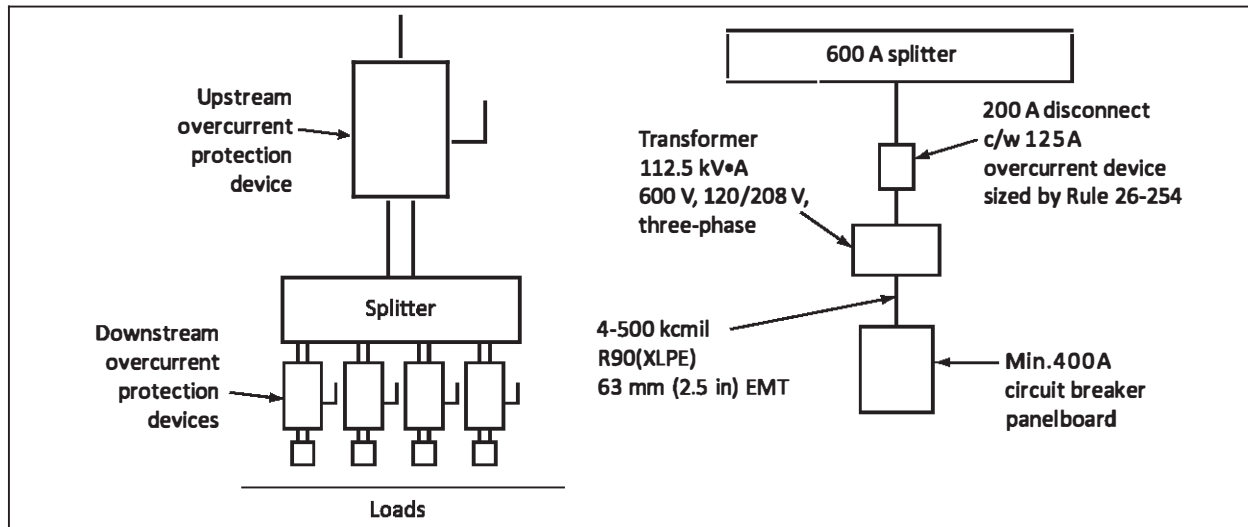 Upstream
overcurrent
protection
device
Splitter
Downstream
overcurrent
protection
devices
Loads
600 A splitter
200 A disconnect
c/w 125 A
overcurrent device
sized by Rule 26-254
Transformer
112.5 kV•A
600 V, 120/208 V,
three-phase
4-500 kcmil
R90(XLPE)
63 mm (2.5 in) EMT
Min. 400 A
circuit breaker
panelboard